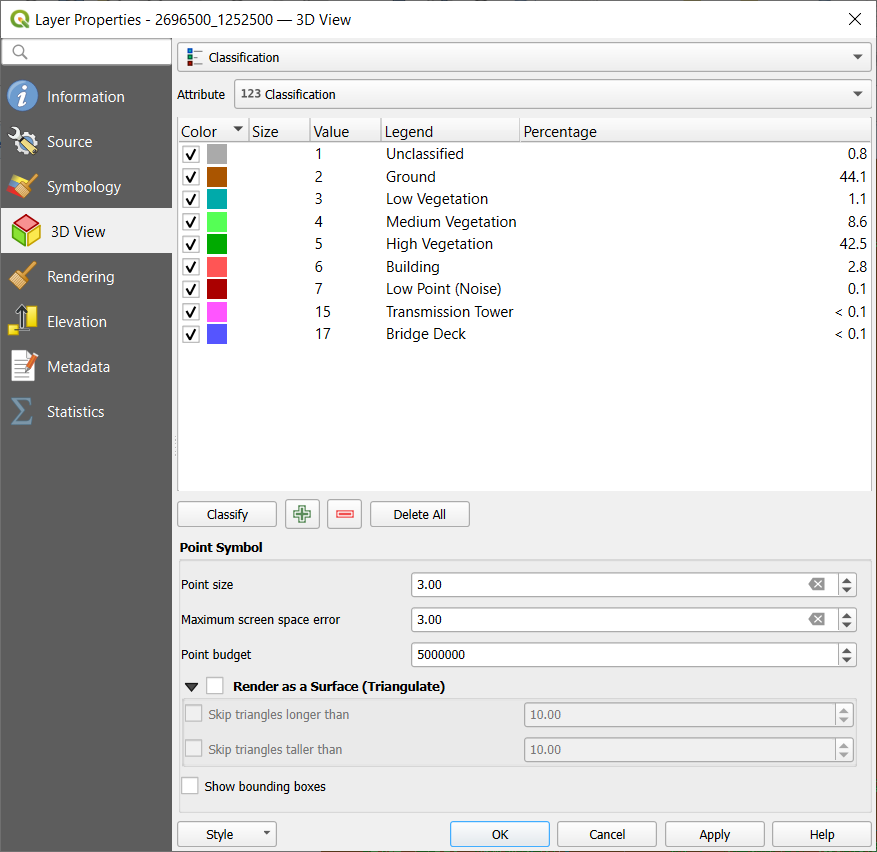 Layer Properties - 2696500_1252500 — 3D View
Classification
Information
Source
Symbology
3D View
Rendering
Elevation
Metadata
Statistics
Attribute 123 Classification
Color Size Value Legend Percentage
1 Unclassified 0.8
2 Ground 44.1
3 Low Vegetation 1.1
4 Medium Vegetation 8.6
5 High Vegetation 42.5
6 Building 2.8
7 Low Point (Noise) 0.1
15 Transmission Tower < 0.1
17 Bridge Deck < 0.1
Classify Delete All
Point Symbol
Point size 3.00
Maximum screen space error 3.00
Point budget 5000000
Render as a Surface (Triangulate)
Skip triangles longer than 10.00
Skip triangles taller than 10.00
Show bounding boxes
Style OK Cancel Apply Help